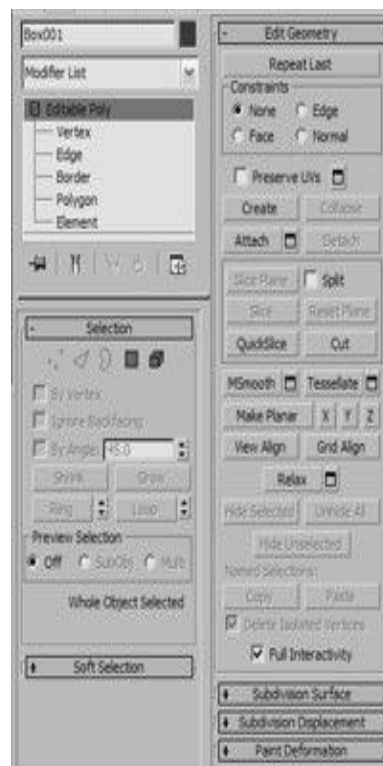 Box001
Modifier List
Editable Poly
Vertex
Edge
Border
Polygon
Element
- Selection
By Vertex
Ignore Backfacing
By Angle: 45.0
Shrink Grow
Ring Loop
Preview Selection
Off SubObj Multi
Whole Object Selected
+ Soft Selection
- Edit Geometry
Repeat Last
Constraints
None Edge
Face Normal
Preserve UVs
Create Collapse
Attach Detach
Slice Plane Split
Slice Reset Plane
QuickSlice Cut
MSmooth Tessellate
Make Planar X Y Z
View Align Grid Align
Relax
Hide Selected Unhide All
Hide Unselected
Named Selections:
Copy Paste
Delete Isolated Vertices
Full Interactivity
+ Subdivision Surface
+ Subdivision Displacement
+ Paint Deformation